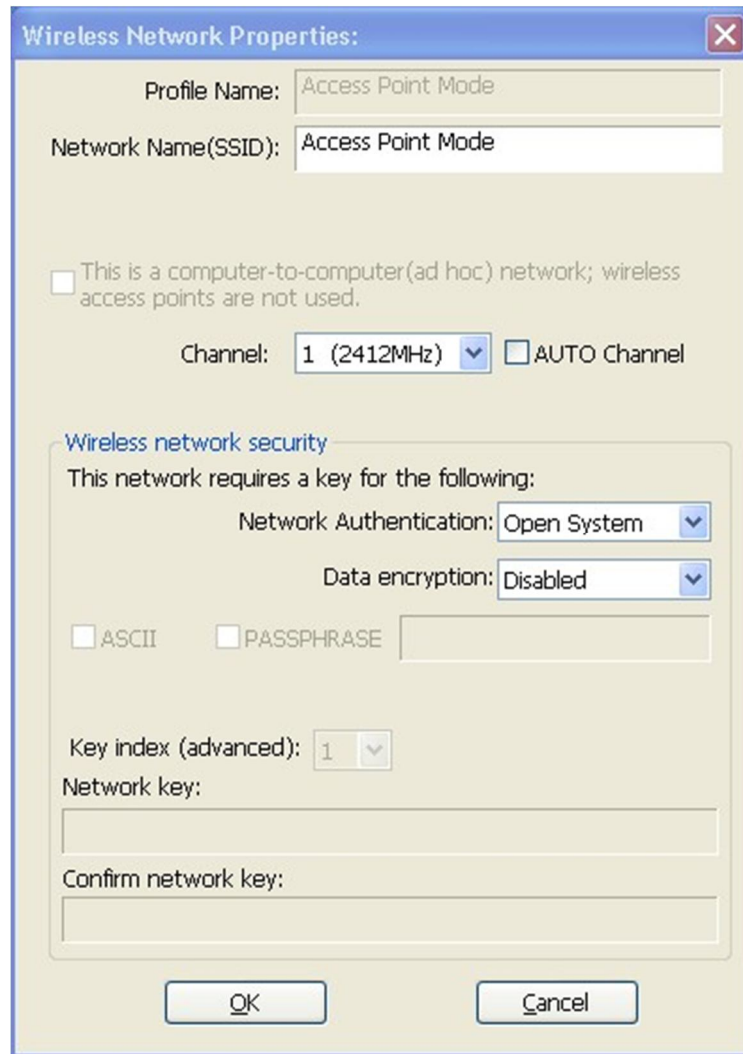 Wireless Network Properties:
Profile Name: Access Point Mode
Network Name(SSID): Access Point Mode
This is a computer-to-computer(ad hoc) network; wireless
access points are not used.
Channel: 1 (2412MHz) AUTO Channel
Wireless network security
This network requires a key for the following:
Network Authentication: Open System
Data encryption: Disabled
ASCII PASSPHRASE
Key index (advanced): 1
Network key:
Confirm network key:
OK Cancel